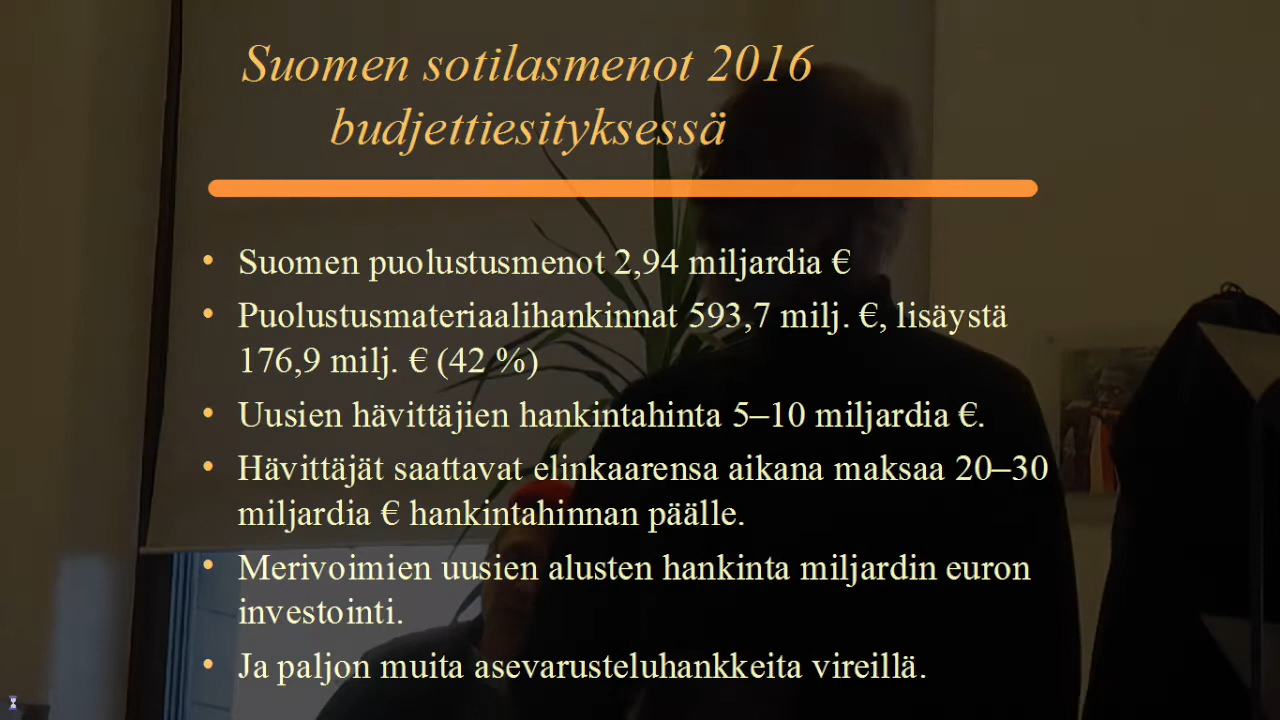 Suomen sotilasmenot 2016
budjettiesityksessä
• Suomen puolustusmenot 2,94 miljardia €
• Puolustusmateriaalihankinnat 593,7 milj. €, lisäystä
176,9 milj. € (42 %)
• Uusien hävittäjien hankintahinta 5–10 miljardia €.
• Hävittäjät saattavat elinkaarensa aikana maksaa 20–30
miljardia € hankintahinnan päälle.
• Merivoimien uusien alusten hankinta miljardin euron
investointi.
• Ja paljon muita asevarusteluhankkeita vireillä.